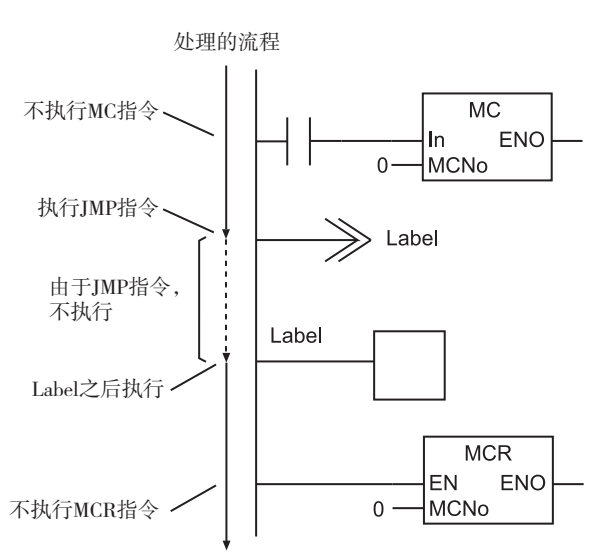 处理的流程
不执行MC指令
MC
In ENO
0 MCNo
执行JMP指令
Label
由于JMP指令，
不执行
Label
Label之后执行
MCR
EN ENO
0 MCNo
不执行MCR指令